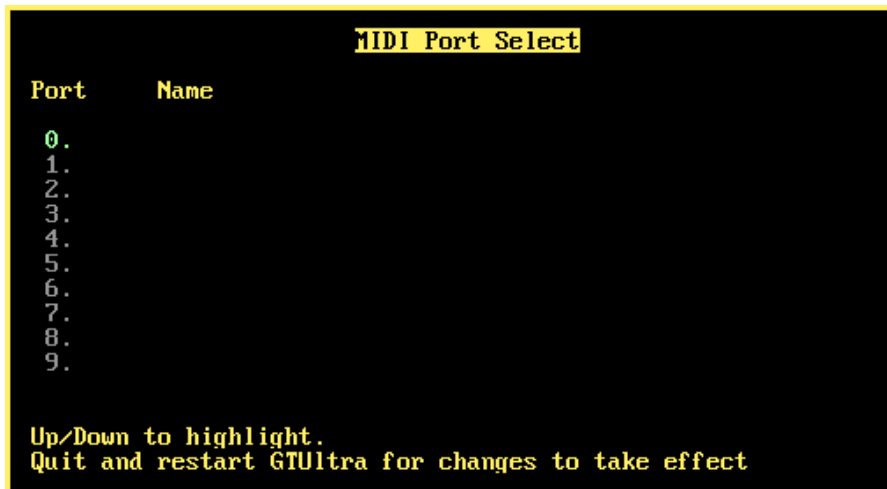 MIDI Port Select
Port Name
0.
1.
2.
3.
4.
5.
6.
7.
8.
9.
Up/Down to highlight.
Quit and restart GTUltra for changes to take effect